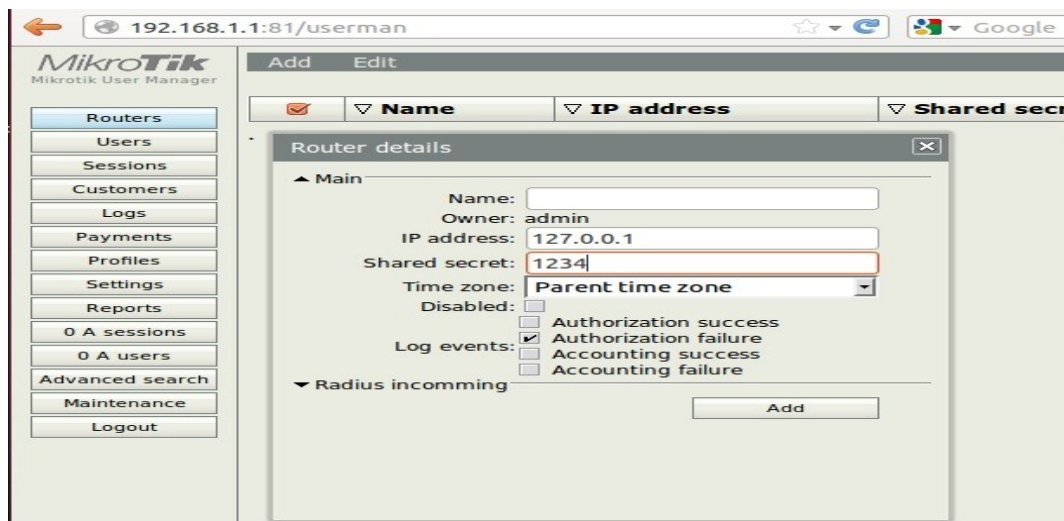 192.168.1.1:81/userman
Google
MikroTik
Mikrotik User Manager
Add Edit
Name IP address Shared secr
Routers
Users
Sessions
Customers
Logs
Payments
Profiles
Settings
Reports
0 A sessions
0 A users
Advanced search
Maintenance
Logout
Router details
Main
Name:
Owner: admin
IP address: 127.0.0.1
Shared secret: 1234
Time zone: Parent time zone
Disabled:
Log events:
Authorization success
Authorization failure
Accounting success
Accounting failure
Radius incomming
Add